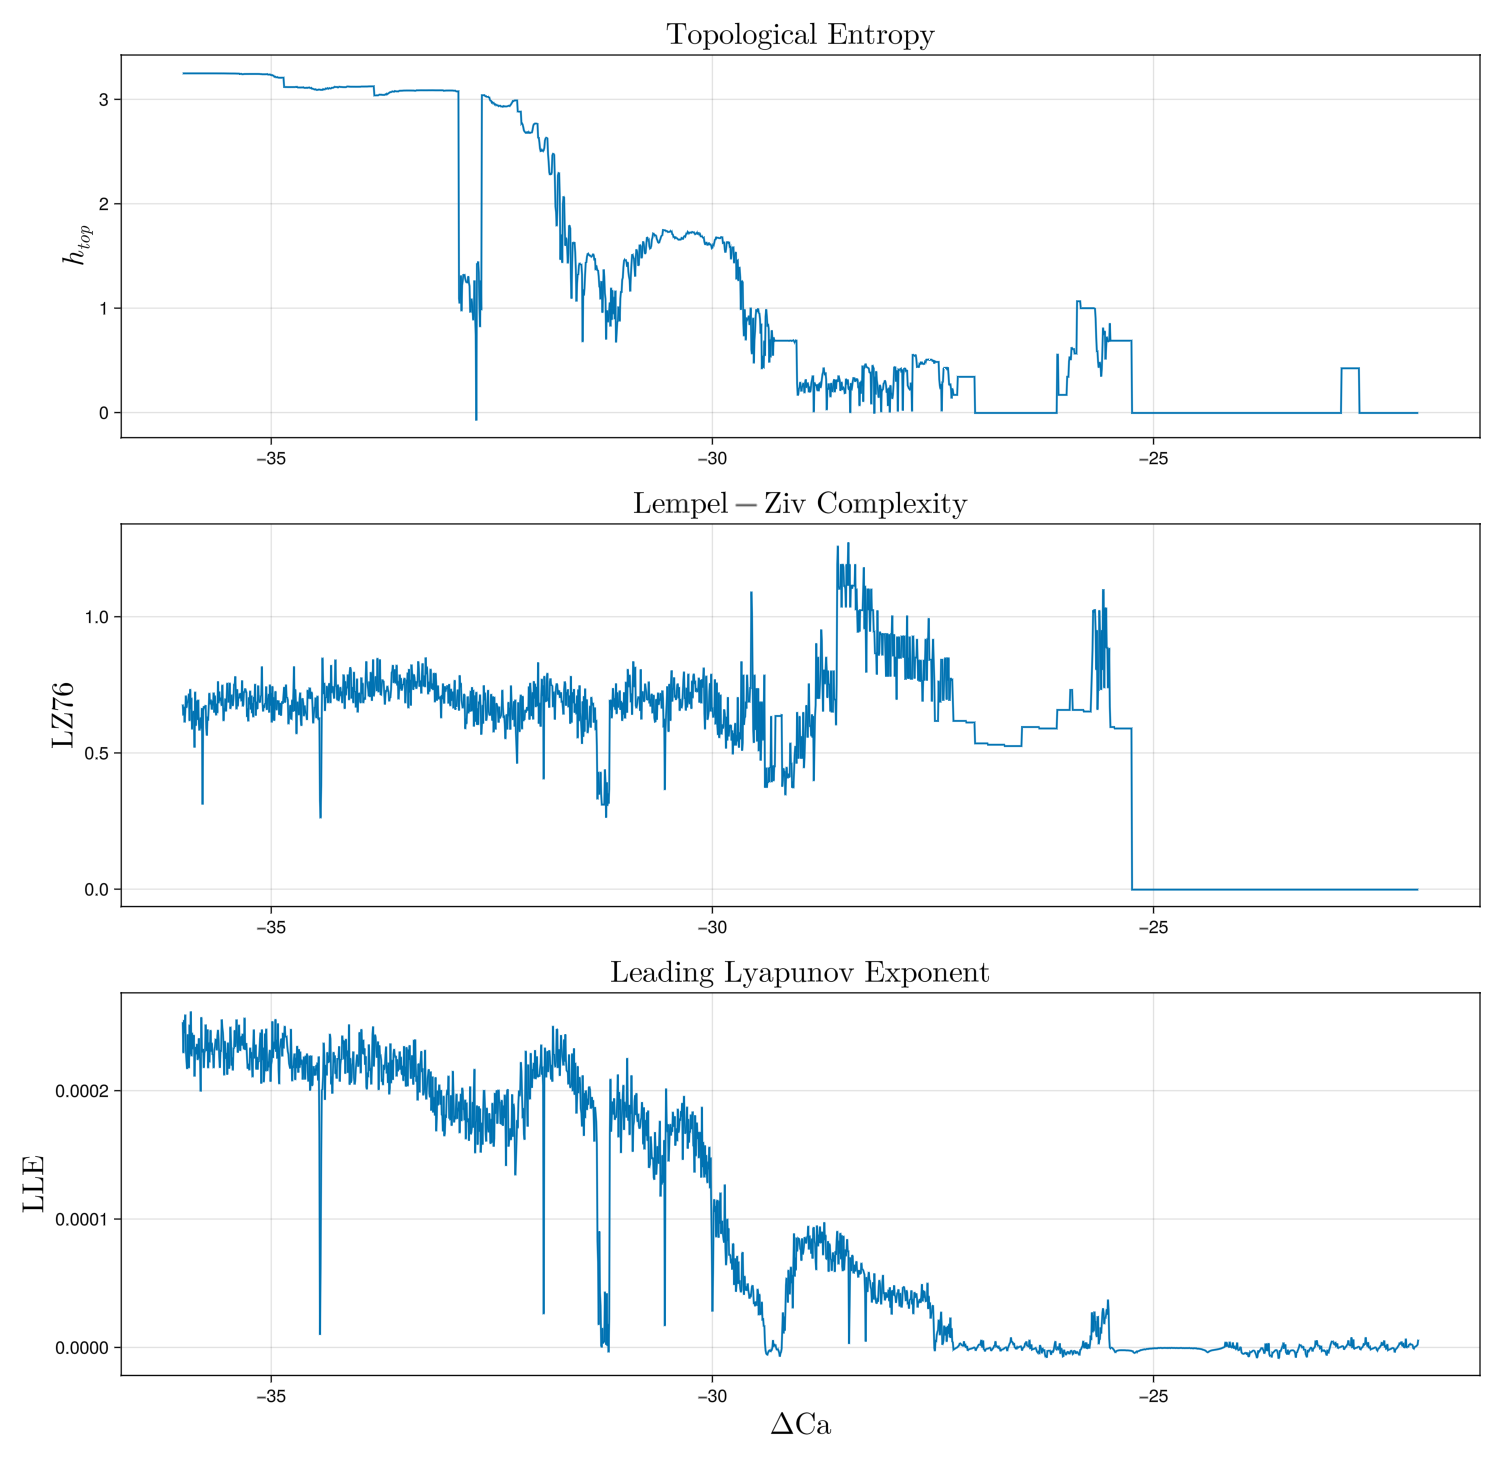 Topological Entropy
3
2
1
0
h_top
−35
−30
−25
Lempel − Ziv Complexity
1.0
0.5
0.0
LZ76
−35
−30
−25
Leading Lyapunov Exponent
0.0002
0.0001
0.0000
LLE
−35
−30
−25
ΔCa